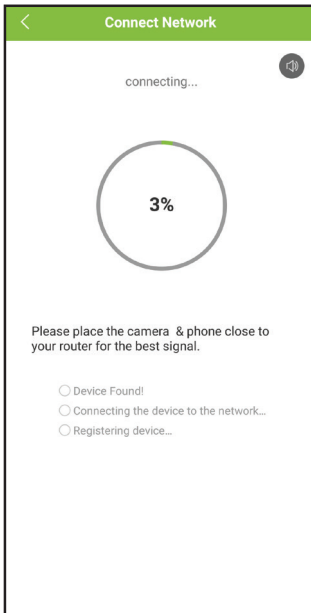 Connect Network
connecting...
3%
Please place the camera & phone close to
your router for the best signal.
Device Found!
Connecting the device to the network...
Registering device...